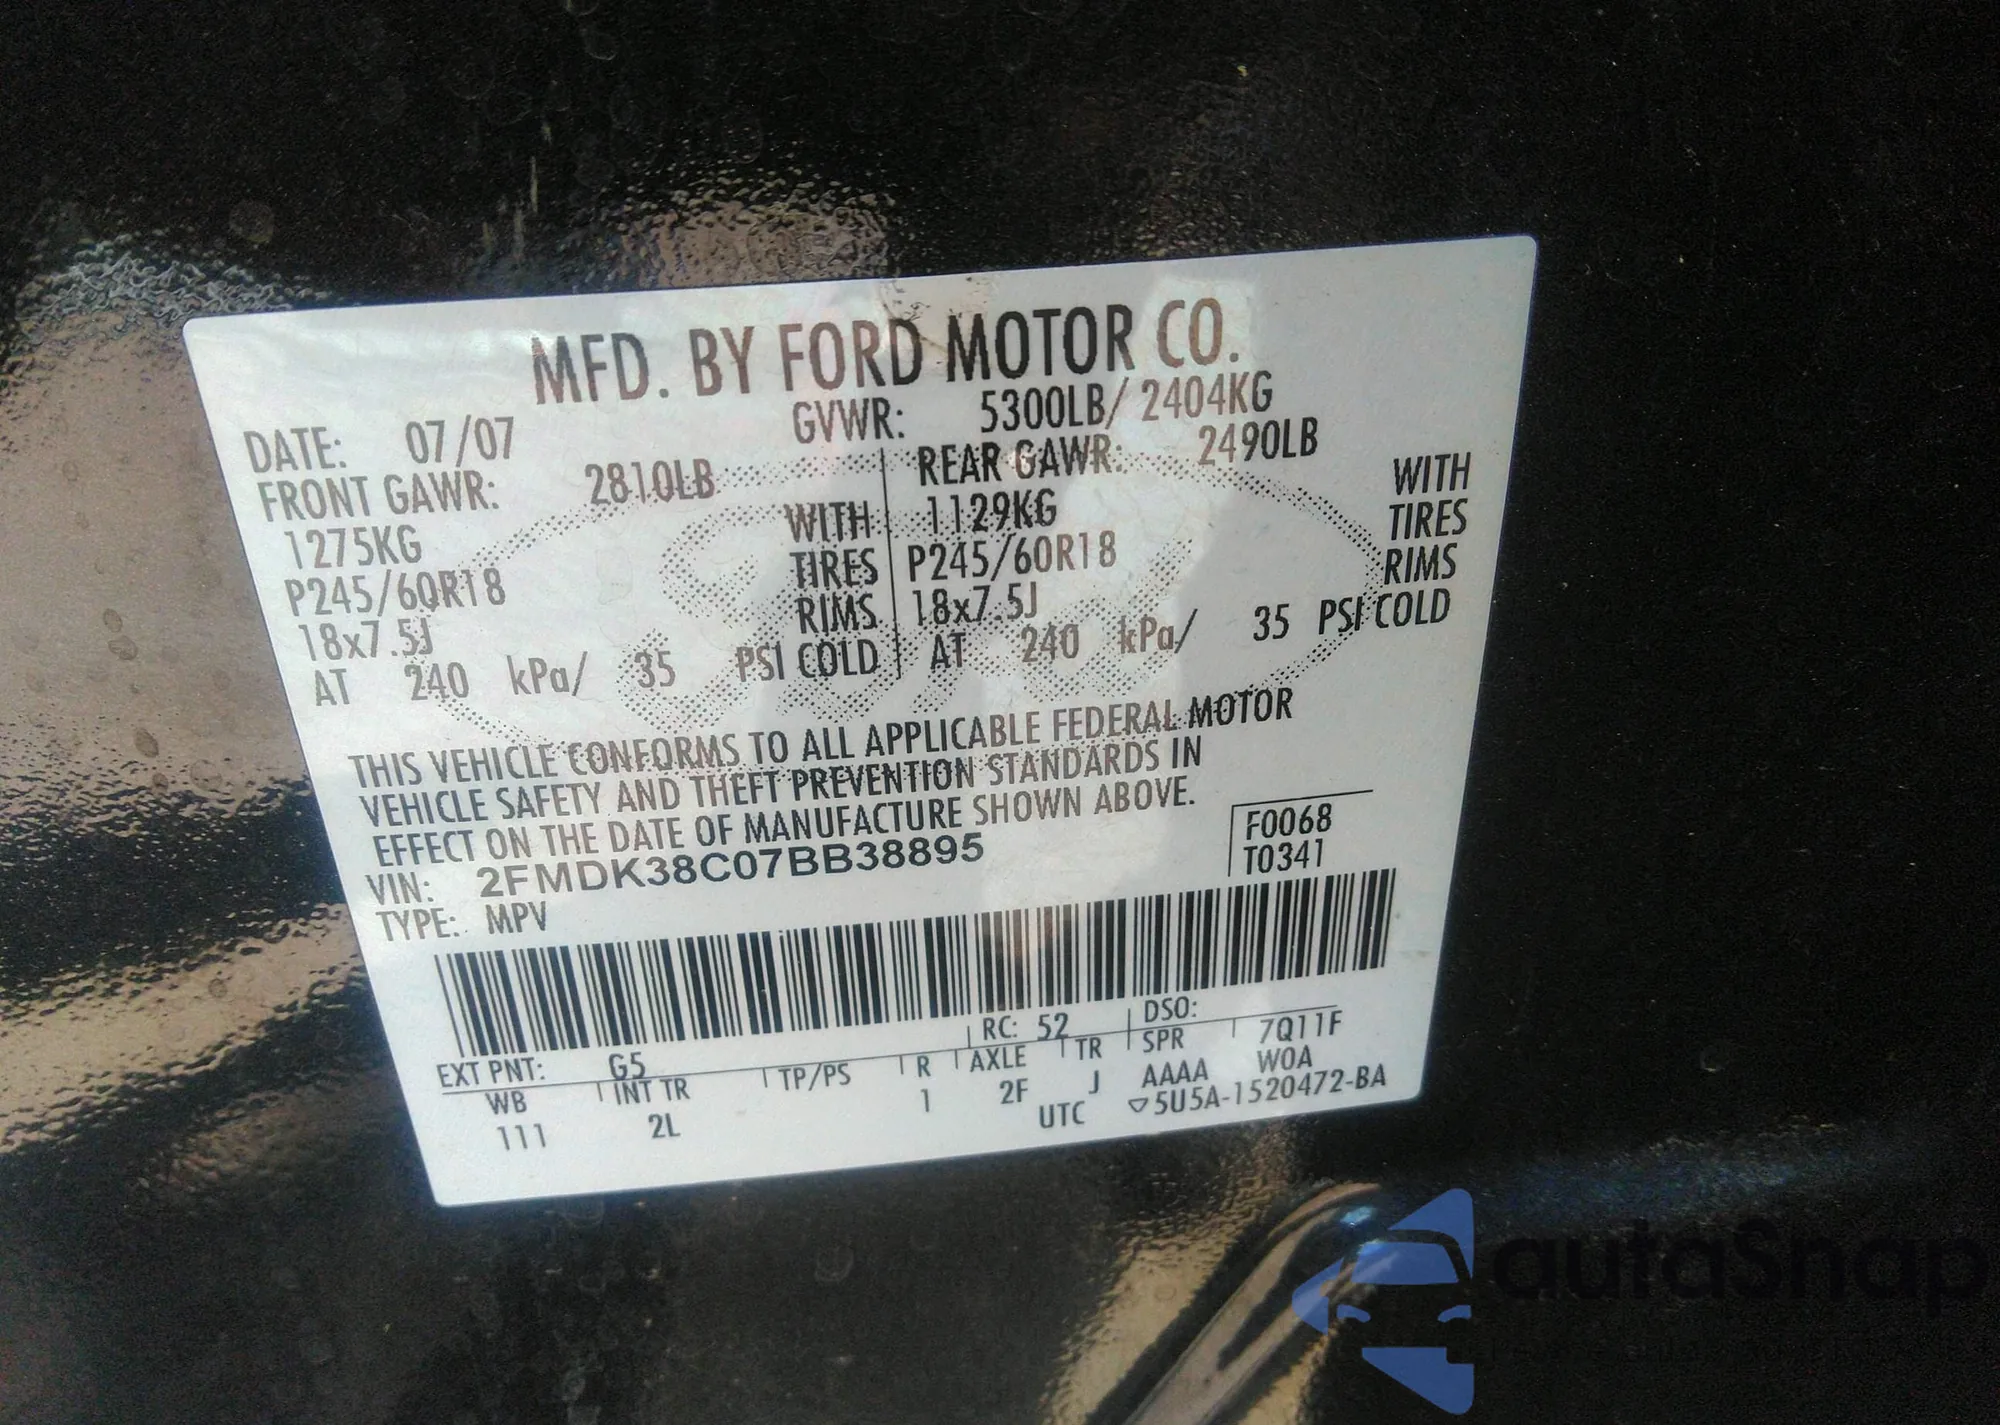 MFD. BY FORD MOTOR CO.
DATE: 07/07 GVWR: 5300LB/ 2404KG
FRONT GAWR: 2810LB REAR GAWR: 2490LB
1275KG WITH 1129KG WITH
P245/60R18 TIRES P245/60R18 TIRES
18x7.5J RIMS 18x7.5J RIMS
AT 240 kPa/ 35 PSI COLD AT 240 kPa/ 35 PSI COLD
THIS VEHICLE CONFORMS TO ALL APPLICABLE FEDERAL MOTOR
VEHICLE SAFETY AND THEFT PREVENTION STANDARDS IN
EFFECT ON THE DATE OF MANUFACTURE SHOWN ABOVE.
VIN: 2FMDK38C07BB38895
TYPE: MPV
F0068
T0341
EXT PNT: G5 RC: 52 DSO:
WB INT TR TP/PS R AXLE TR SPR 7Q11F
111 2L 1 2F J AAAA W0A
UTC ▽5U5A-1520472-BA
autaSnap